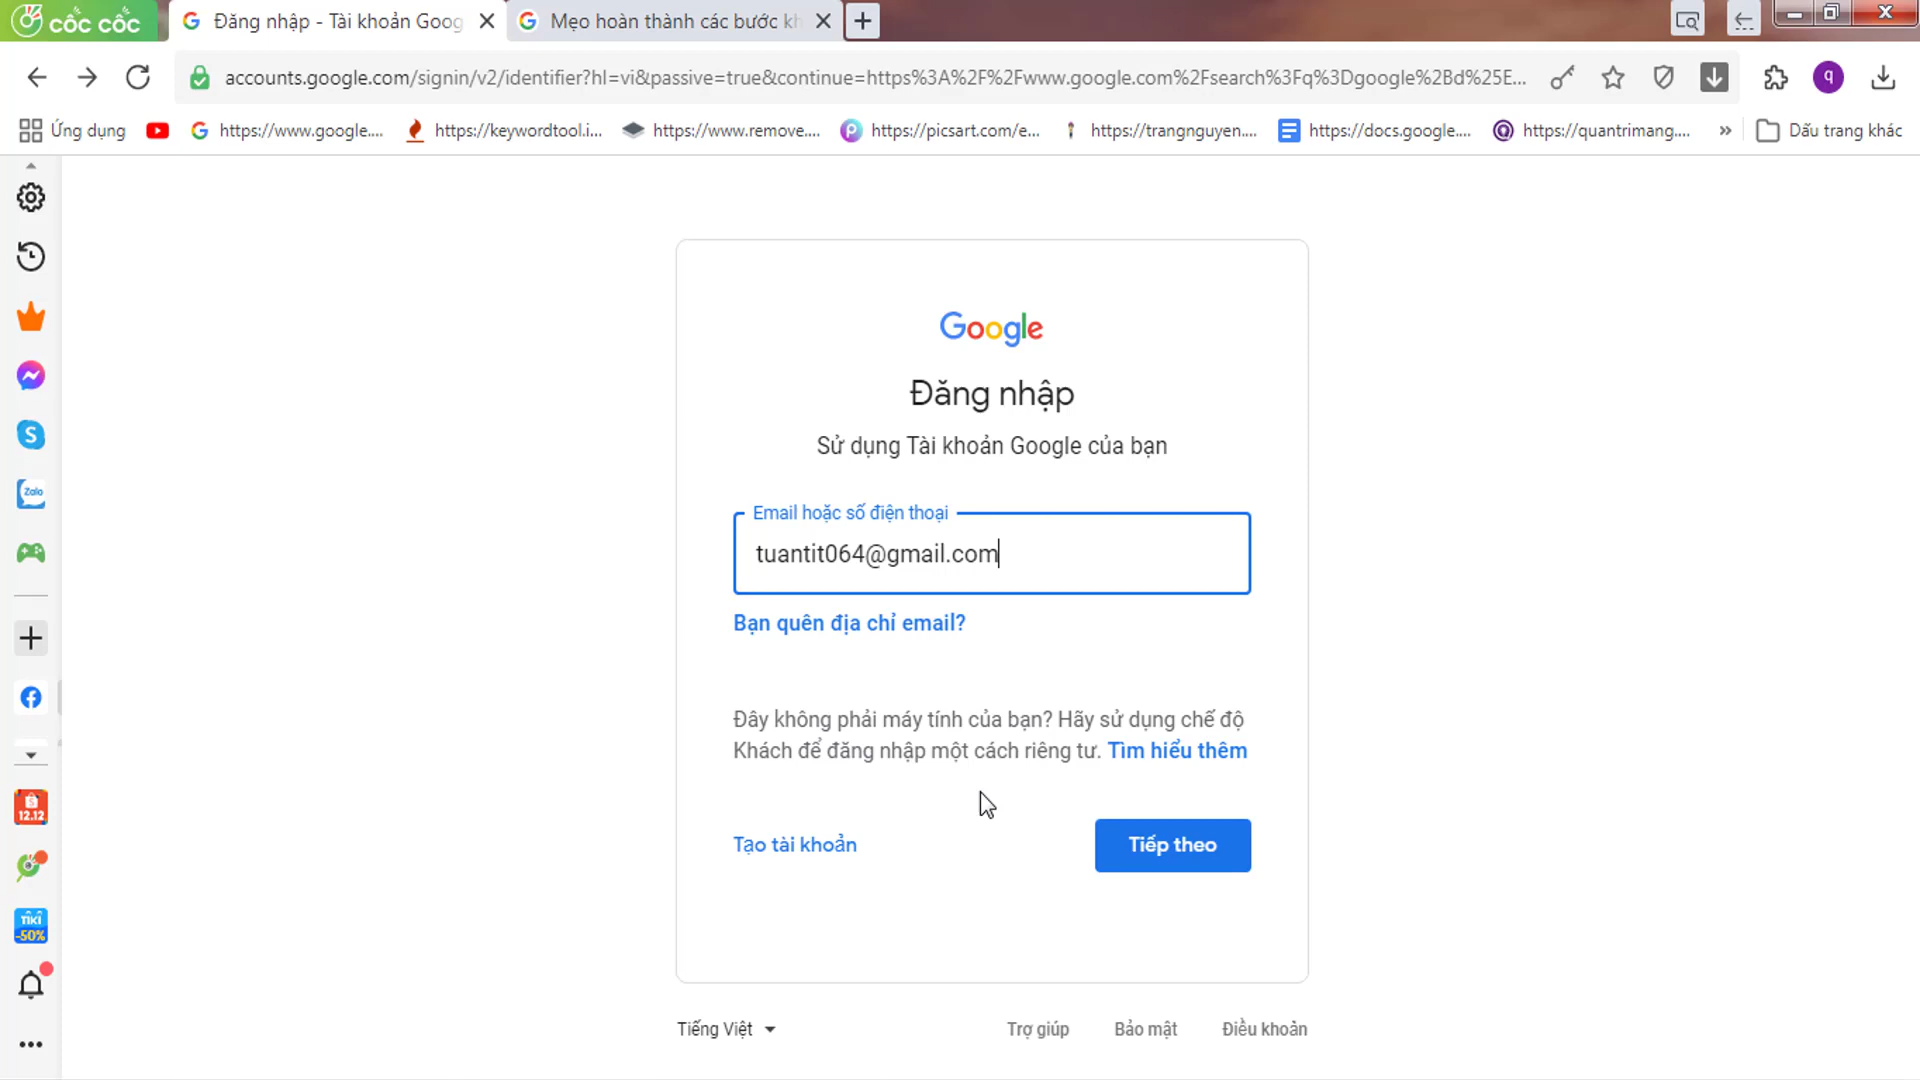 cốc cốc
Đăng nhập - Tài khoản Goog
Mẹo hoàn thành các bước kh
accounts.google.com/signin/v2/identifier?hl=vi&passive=true&continue=https%3A%2F%2Fwww.google.com%2Fsearch%3Fq%3Dgoogle%2Bd%25E...
q
Ứng dụng
https://www.google....
https://keywordtool.i...
https://www.remove....
https://picsart.com/e...
https://trangnguyen....
https://docs.google....
https://quantrimang....
»
Dấu trang khác
Google
Đăng nhập
Sử dụng Tài khoản Google của bạn
Email hoặc số điện thoại
tuantit064@gmail.com
Bạn quên địa chỉ email?
Đây không phải máy tính của bạn? Hãy sử dụng chế độ
Khách để đăng nhập một cách riêng tư. Tìm hiểu thêm
Tạo tài khoản
Tiếp theo
Tiếng Việt
Trợ giúp
Bảo mật
Điều khoản
Zalo
12.12
TIKI
-50%